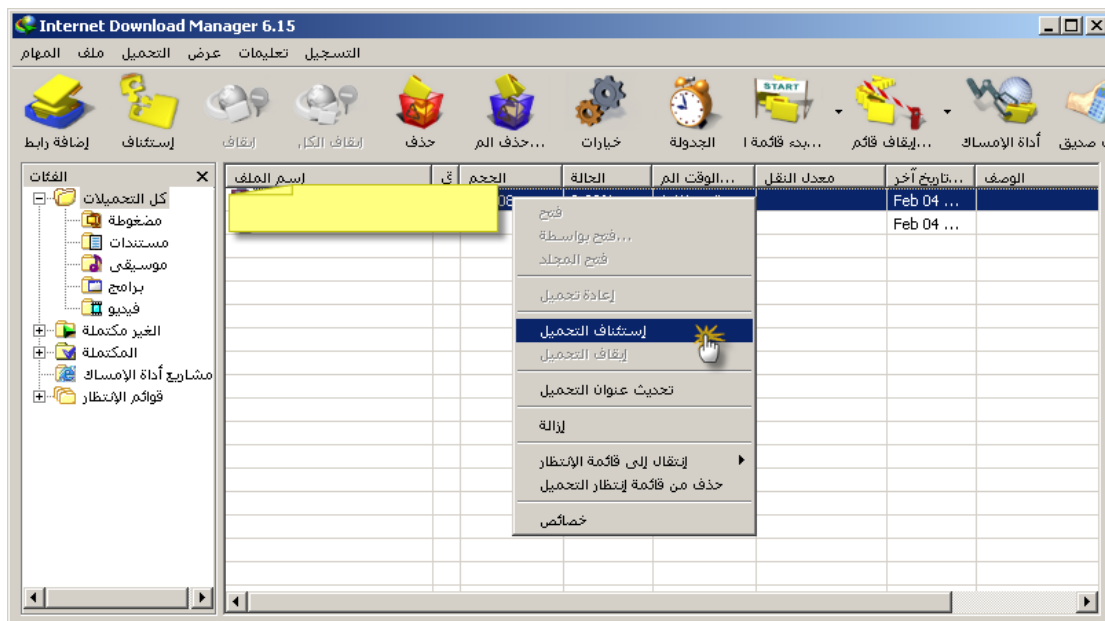 Internet Download Manager 6.15
ملف المهام التحميل عرض تعليمات التسجيل
إضافة رابط إستئناف إيقاف إيقاف الكل, حذف حذف الم... خيارات الجدولة بدء قائمة ا... إيقاف قائم... أداة الإمساك صديق
START
الفئات
إسم الملف الحجم الحالة الوقت الم... معدل النقل تاريخ آخر... الوصف
Feb 04 ...
Feb 04 ...
كل التحميلات
مضغوطة
مستندات
موسيقى
برامج
فيديو
الغير مكتملة
المكتملة
مشاريع أداة الإمساك
قوائم الإنتظار
فتح
فتح بواسطة...
فتح المجلد
إعادة تحميل
إستئناف التحميل
إيقاف التحميل
تحديث عنوان التحميل
إزالة
إنتقال إلى قائمة الإنتظار
حذف من قائمة إنتظار التحميل
خصائص